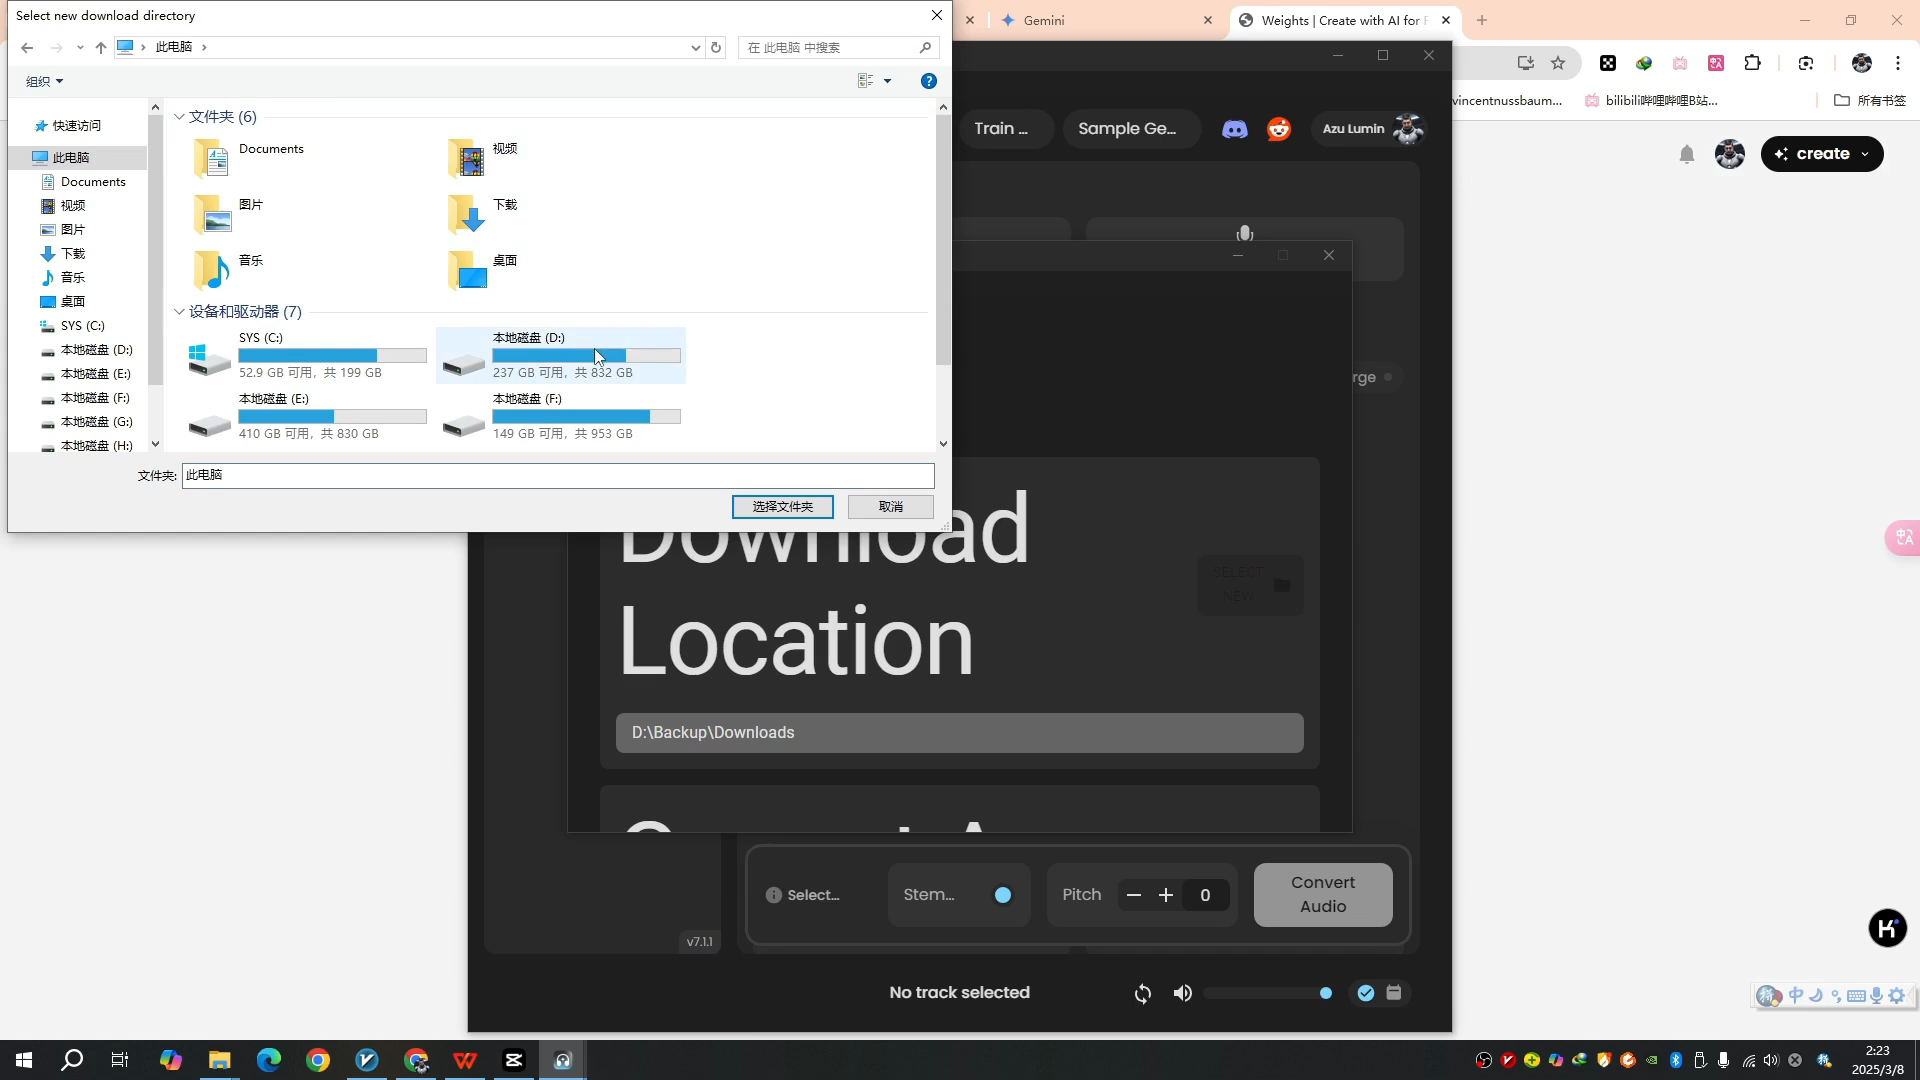 Select new download directory
Gemini
Weights | Create with AI for F
此电脑
在 此电脑 中搜索
组织
vincentnussbaum...
bilibili哔哩哔哩B站...
所有书签
快速访问
此电脑
Documents
视频
图片
下载
音乐
桌面
SYS (C:)
本地磁盘 (D:)
本地磁盘 (E:)
本地磁盘 (F:)
本地磁盘 (G:)
本地磁盘 (H:)
文件夹 (6)
Documents
视频
图片
下载
音乐
桌面
设备和驱动器 (7)
SYS (C:)
52.9 GB 可用，共 199 GB
本地磁盘 (D:)
237 GB 可用，共 832 GB
本地磁盘 (E:)
410 GB 可用，共 830 GB
本地磁盘 (F:)
149 GB 可用，共 953 GB
文件夹:
此电脑
选择文件夹
取消
Train ...
Sample Ge...
Azu Lumin
create
rge
Download
Location
SELECT
NEW
D:\Backup\Downloads
Select...
Stem...
Pitch
0
Convert
Audio
v7.1.1
No track selected
中
2:23
2025/3/8